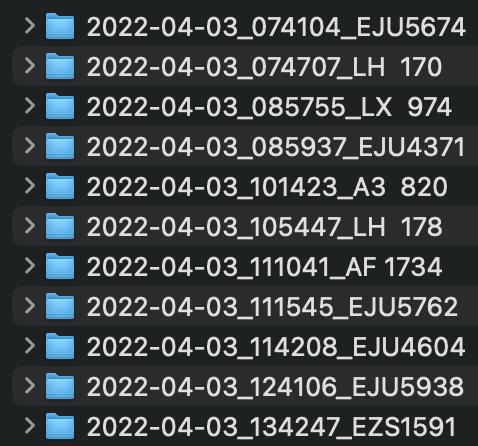 2022-04-03_074104_EJU5674
2022-04-03_074707_LH  170
2022-04-03_085755_LX  974
2022-04-03_085937_EJU4371
2022-04-03_101423_A3  820
2022-04-03_105447_LH  178
2022-04-03_111041_AF 1734
2022-04-03_111545_EJU5762
2022-04-03_114208_EJU4604
2022-04-03_124106_EJU5938
2022-04-03_134247_EZS1591